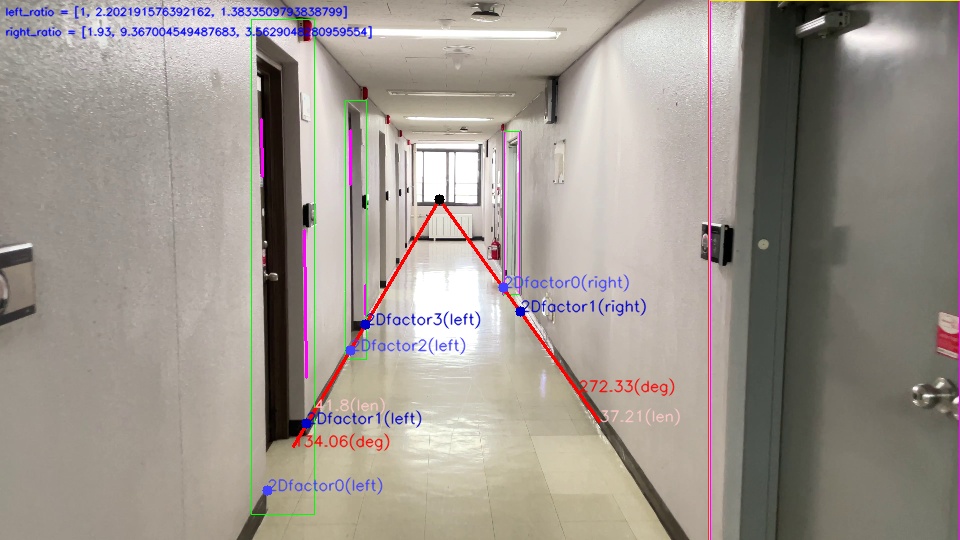 left_ratio = [1, 2.202191576392162, 1.3833509793838799]
right_ratio = [1.93, 9.367004549487683, 3.5629048280959554]
2Dfactor0(right)
2Dfactor1(right)
2Dfactor3(left)
2Dfactor2(left)
272.33(deg)
41.8(len)
37.21(len)
2Dfactor1(left)
134.06(deg)
2Dfactor0(left)